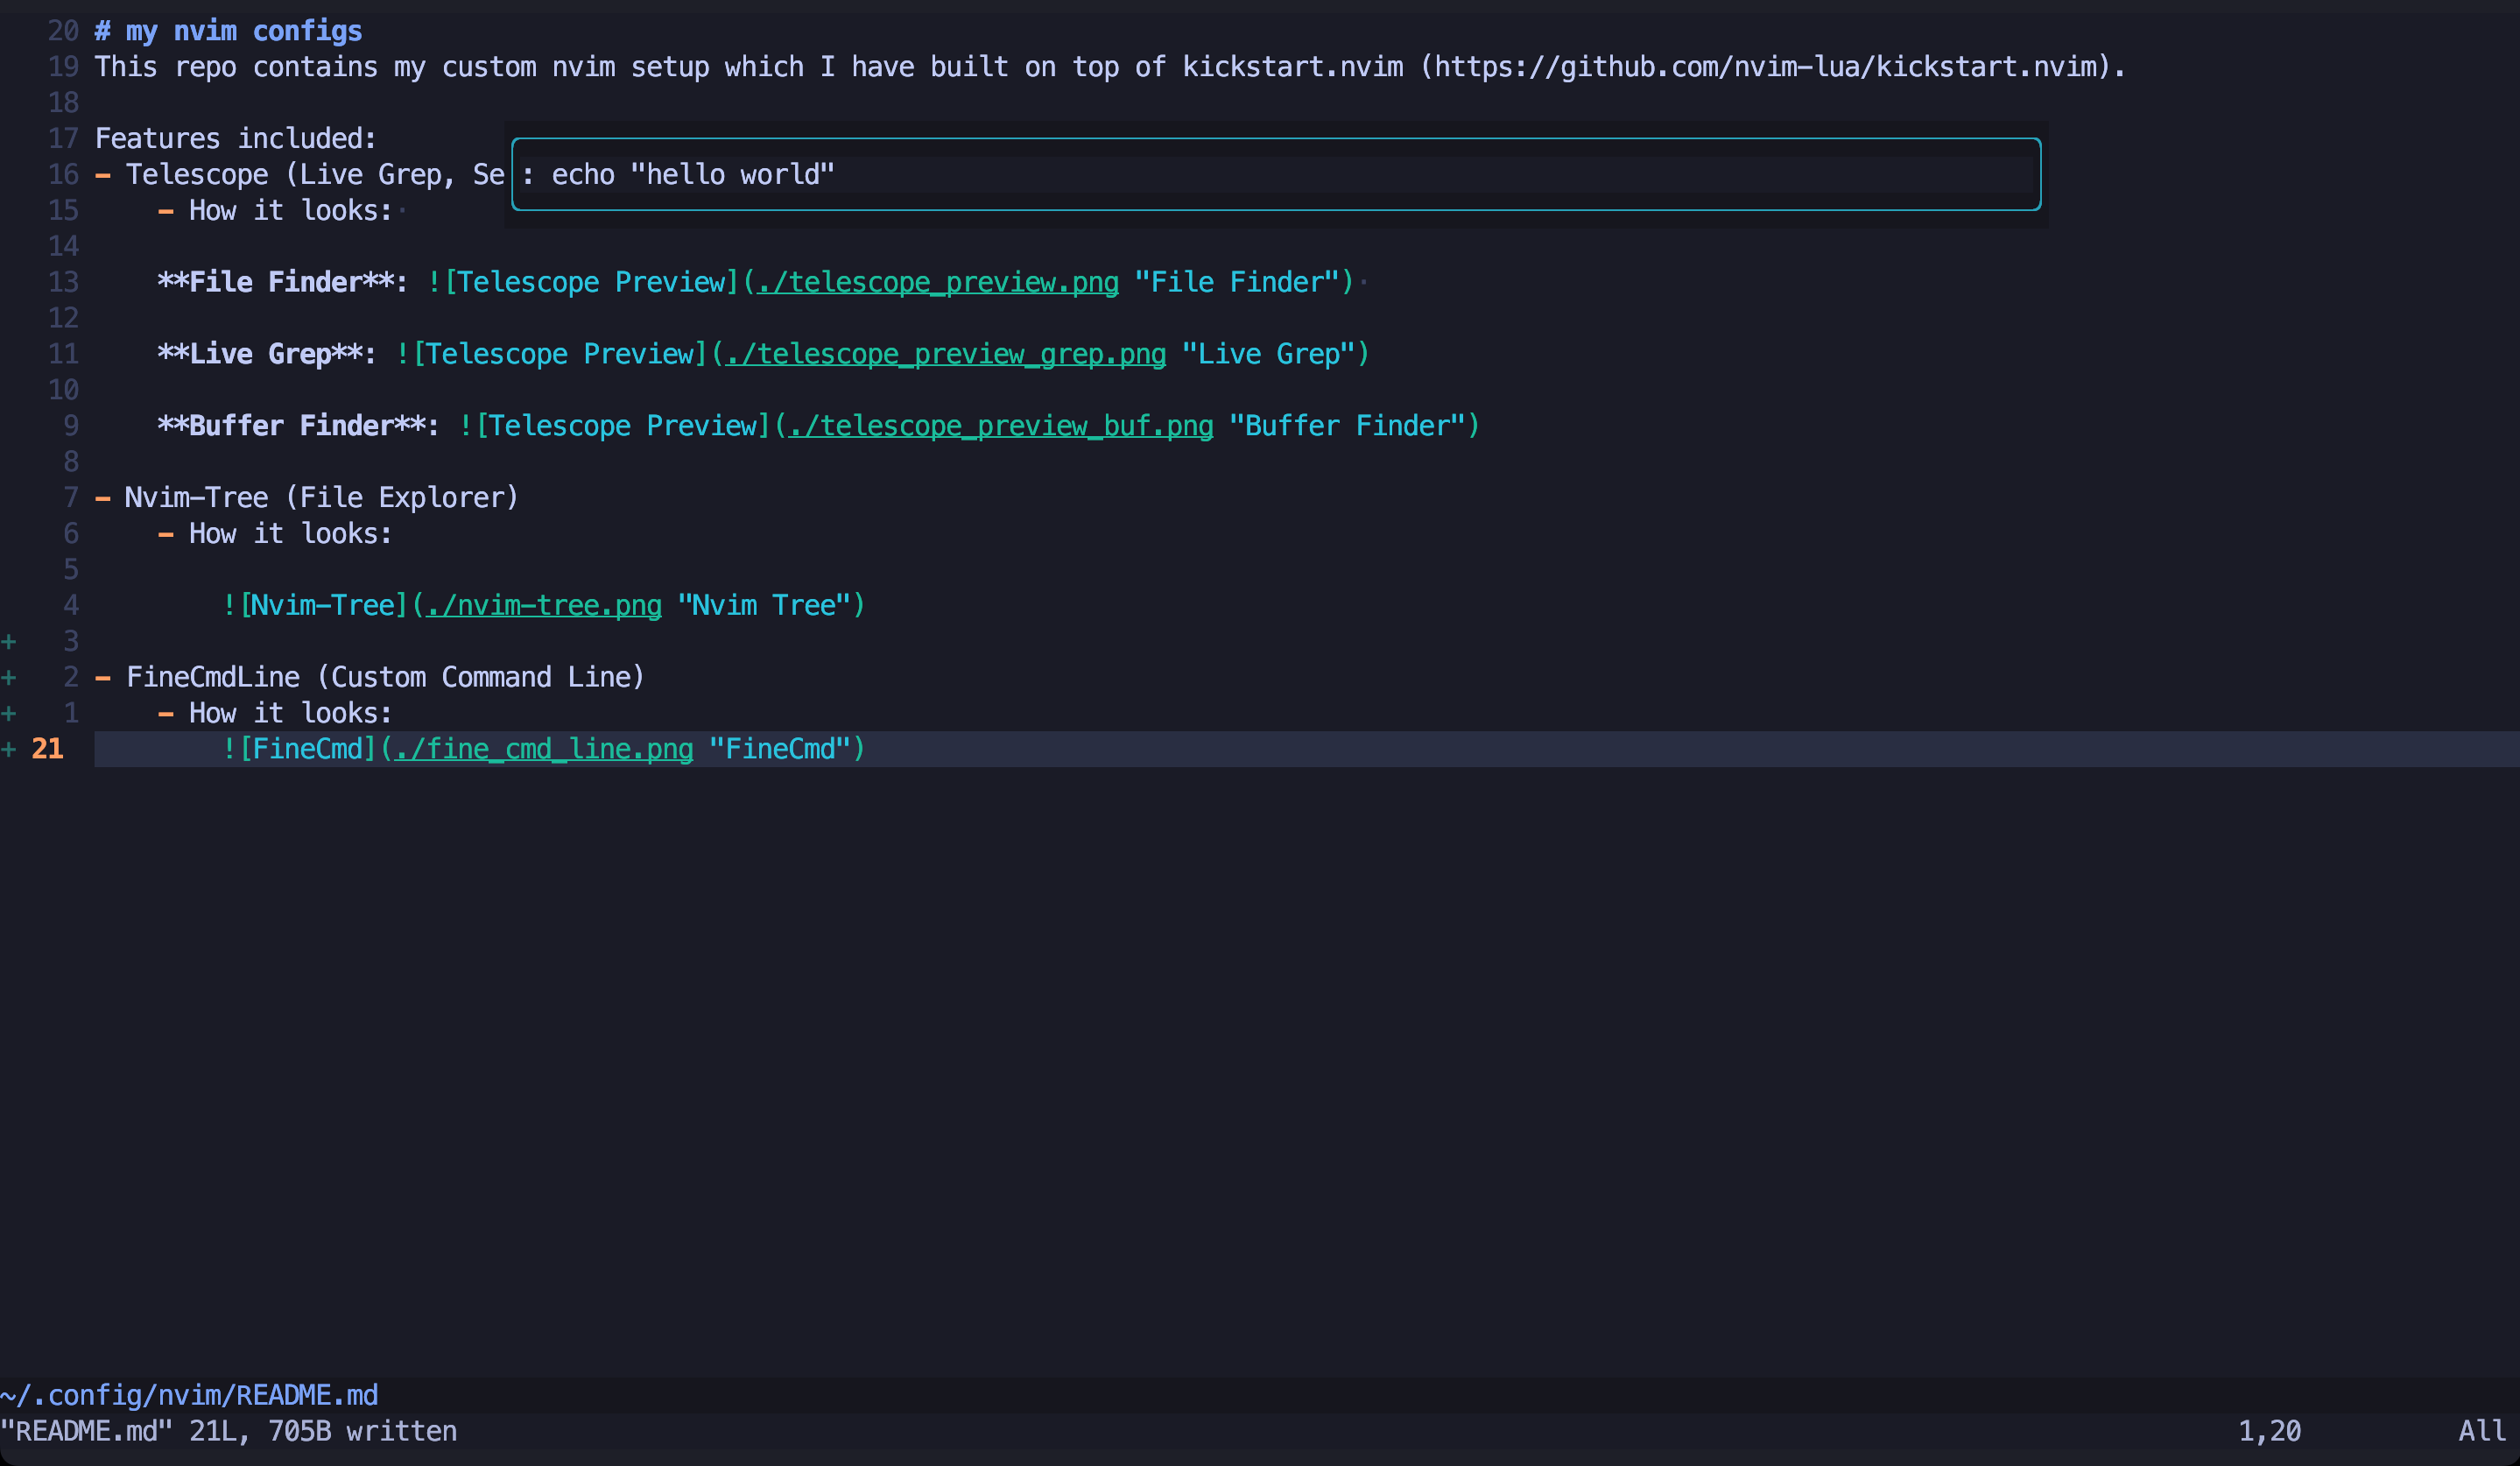 20 # my nvim configs
19 This repo contains my custom nvim setup which I have built on top of kickstart.nvim (https://github.com/nvim-lua/kickstart.nvim).
18
17 Features included:
16 - Telescope (Live Grep, Se : echo "hello world"
15 - How it looks:·
14
13 **File Finder**: ![Telescope Preview](./telescope_preview.png "File Finder")·
12
11 **Live Grep**: ![Telescope Preview](./telescope_preview_grep.png "Live Grep")
10
9 **Buffer Finder**: ![Telescope Preview](./telescope_preview_buf.png "Buffer Finder")
8
7 - Nvim-Tree (File Explorer)
6 - How it looks:
5
4 ![Nvim-Tree](./nvim-tree.png "Nvim Tree")
+ 3
+ 2 - FineCmdLine (Custom Command Line)
+ 1 - How it looks:
+ 21 ![FineCmd](./fine_cmd_line.png "FineCmd")
~/.config/nvim/README.md
"README.md" 21L, 705B written 1,20 All